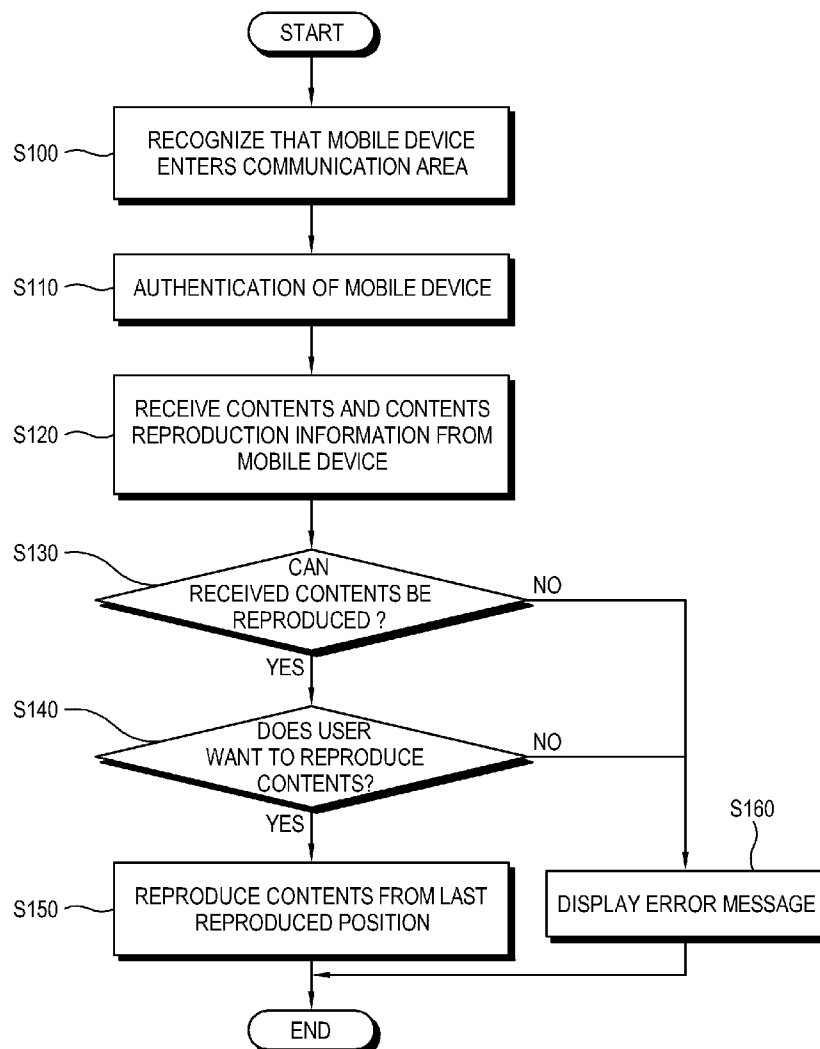 START
S100
RECOGNIZE THAT MOBILE DEVICE
ENTERS COMMUNICATION AREA
S110
AUTHENTICATION OF MOBILE DEVICE
S120
RECEIVE CONTENTS AND CONTENTS
REPRODUCTION INFORMATION FROM
MOBILE DEVICE
S130
CAN
RECEIVED CONTENTS BE
REPRODUCED ?
NO
YES
S140
DOES USER
WANT TO REPRODUCE
CONTENTS?
NO
YES
S160
S150
REPRODUCE CONTENTS FROM LAST
REPRODUCED POSITION
DISPLAY ERROR MESSAGE
END